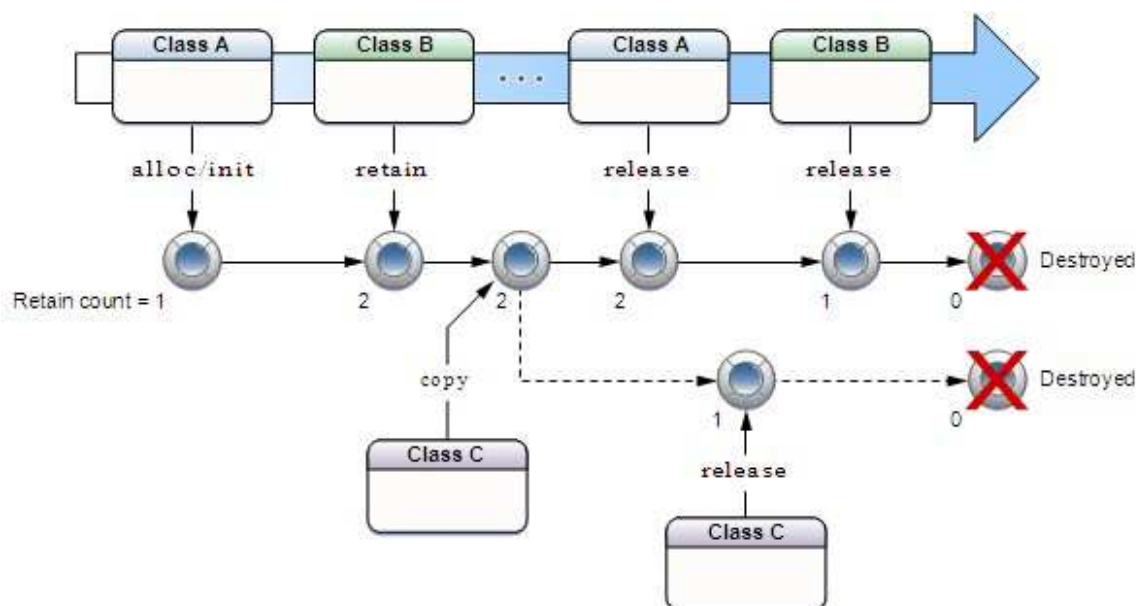 Class A
Class B
...
Class A
Class B
alloc/init
retain
release
release
Destroyed
Retain count = 1
2
2
2
1
0
copy
Destroyed
1
0
Class C
release
Class C